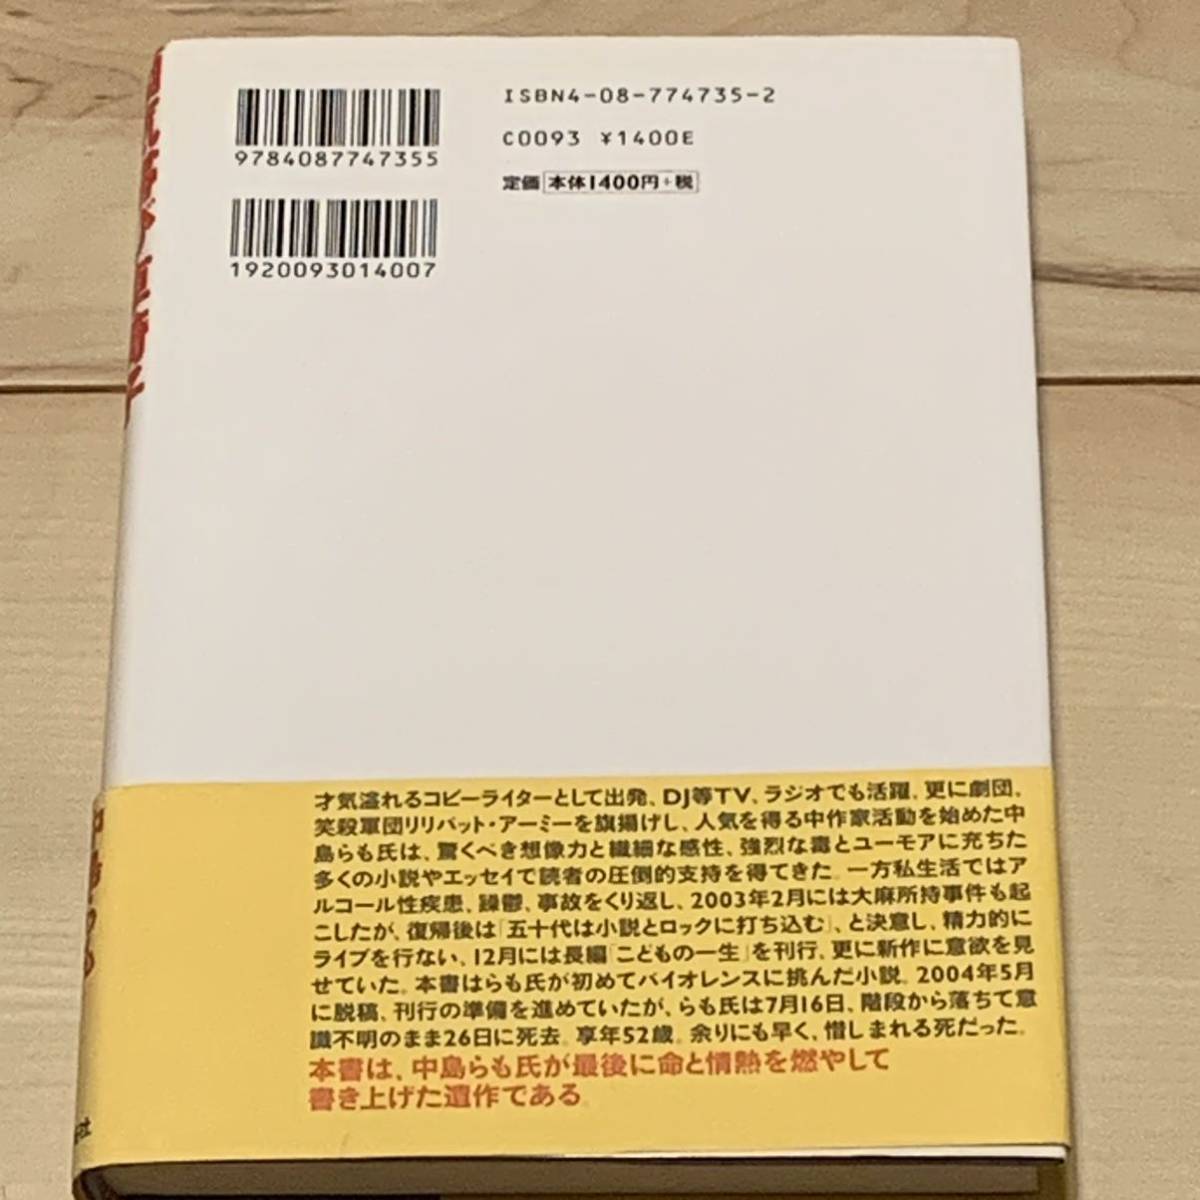 ISBN4-08-774735-2
9784087747355
C0093 ¥1400E
定価 本体1400円+税
1920093014007
才気溢れるコピーライターとして出発、DJ等TV、ラジオでも活躍、更に劇団、
笑殺軍団リリパット・アーミーを旗揚げし、人気を得る中作家活動を始めた中
島らも氏は、驚くべき想像力と繊細な感性、強烈な毒とユーモアに充ちた
多くの小説やエッセイで読者の圧倒的支持を得てきた。一方私生活ではア
ルコール性疾患、躁鬱、事故をくり返し、2003年2月には大麻所持事件も起
こしたが、復帰後は「五十代は小説とロックに打ち込む」、と決意し、精力的に
ライブを行ない、12月には長編「こどもの一生」を刊行、更に新作に意欲を見
せていた。本書はらも氏が初めてバイオレンスに挑んだ小説。2004年5月
に脱稿、刊行の準備を進めていたが、らも氏は7月16日、階段から落ちて意
識不明のまま26日に死去。享年52歳。余りにも早く、惜しまれる死だった。
本書は、中島らも氏が最後に命と情熱を燃やして
書き上げた遺作である。